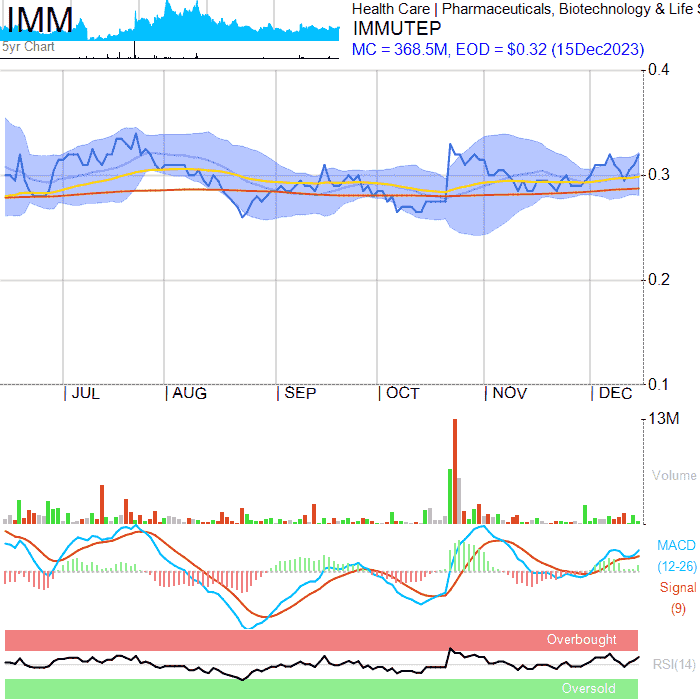 IMM
5yr Chart
Health Care | Pharmaceuticals, Biotechnology & Life
IMMUTEP
MC = 368.5M, EOD = $0.32 (15Dec2023)
0.4
0.3
0.2
0.1
JUL
AUG
SEP
OCT
NOV
DEC
13M
Volume
MACD
(12-26)
Signal
(9)
Overbought
RSI(14)
Oversold